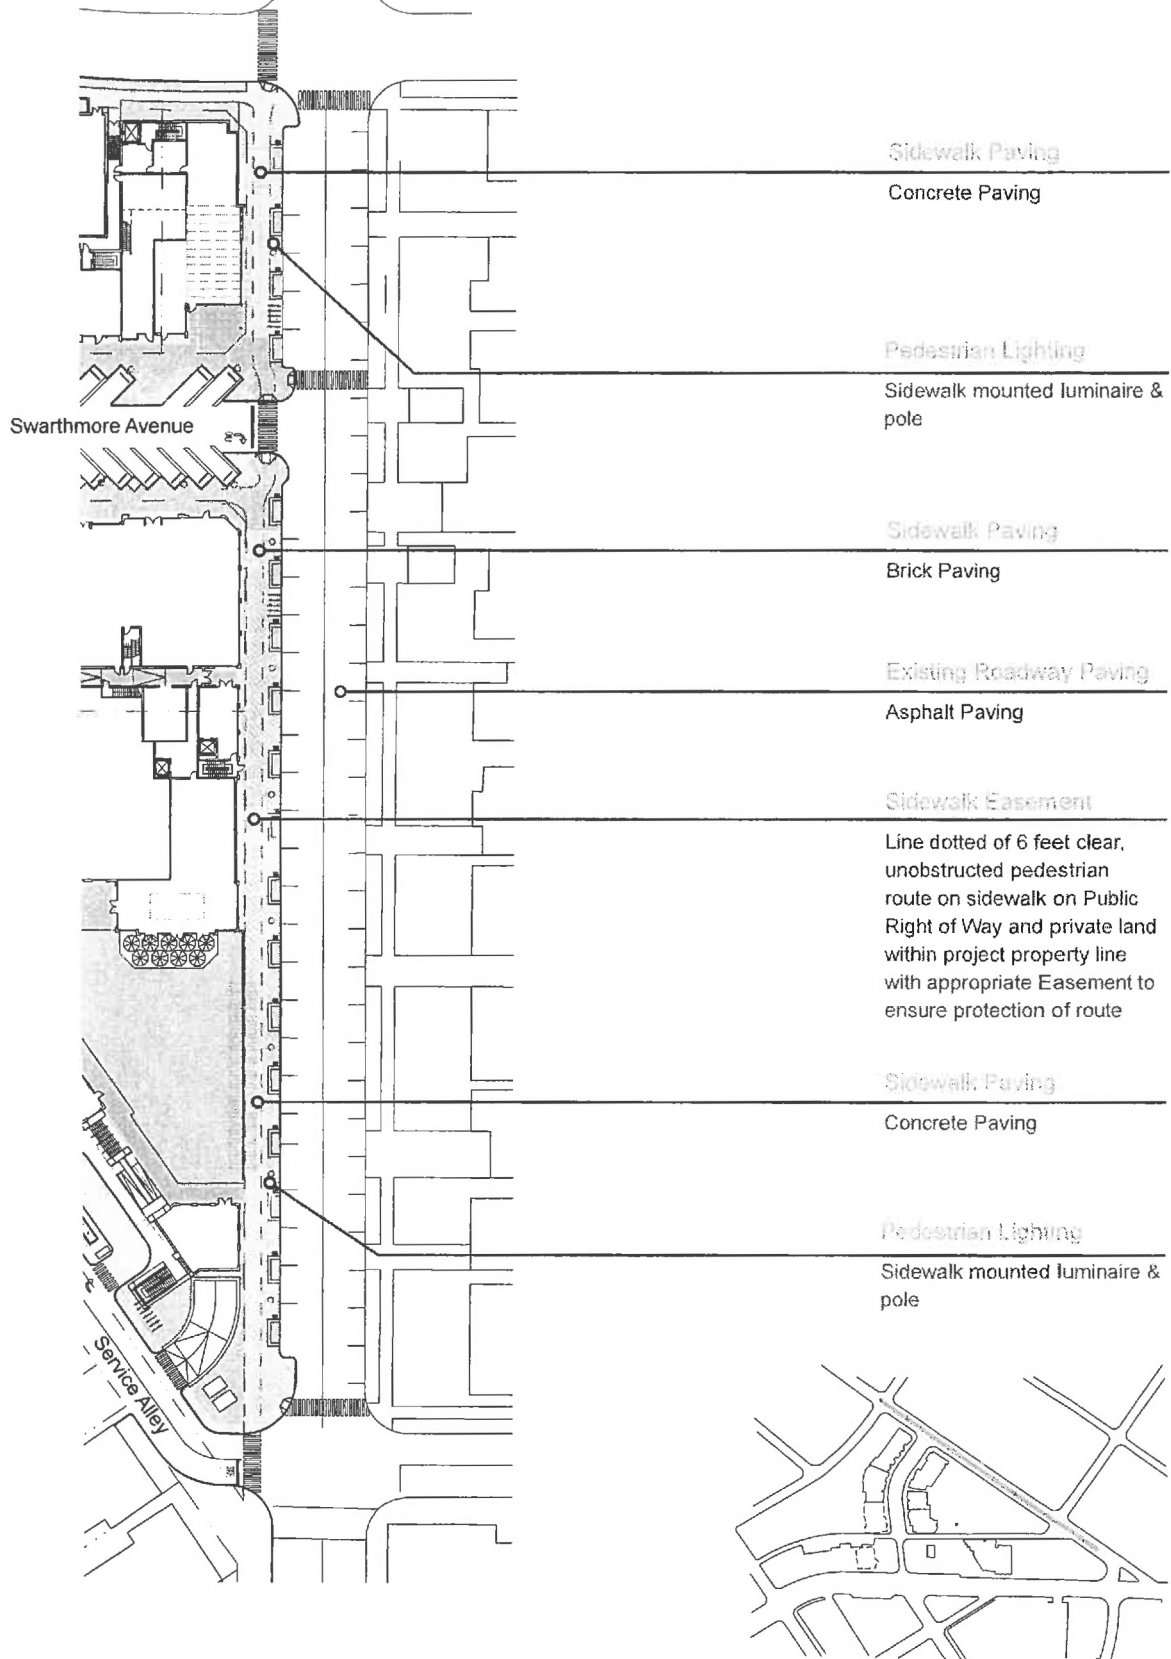 Sidewalk Paving
Concrete Paving
Pedestrian Lighting
Sidewalk mounted luminaire &
pole
Swarthmore Avenue
Sidewalk Paving
Brick Paving
Existing Roadway Paving
Asphalt Paving
Sidewalk Easement
Line dotted of 6 feet clear,
unobstructed pedestrian
route on sidewalk on Public
Right of Way and private land
within project property line
with appropriate Easement to
ensure protection of route
Sidewalk Paving
Concrete Paving
Pedestrian Lighting
Sidewalk mounted luminaire &
pole
Service Alley